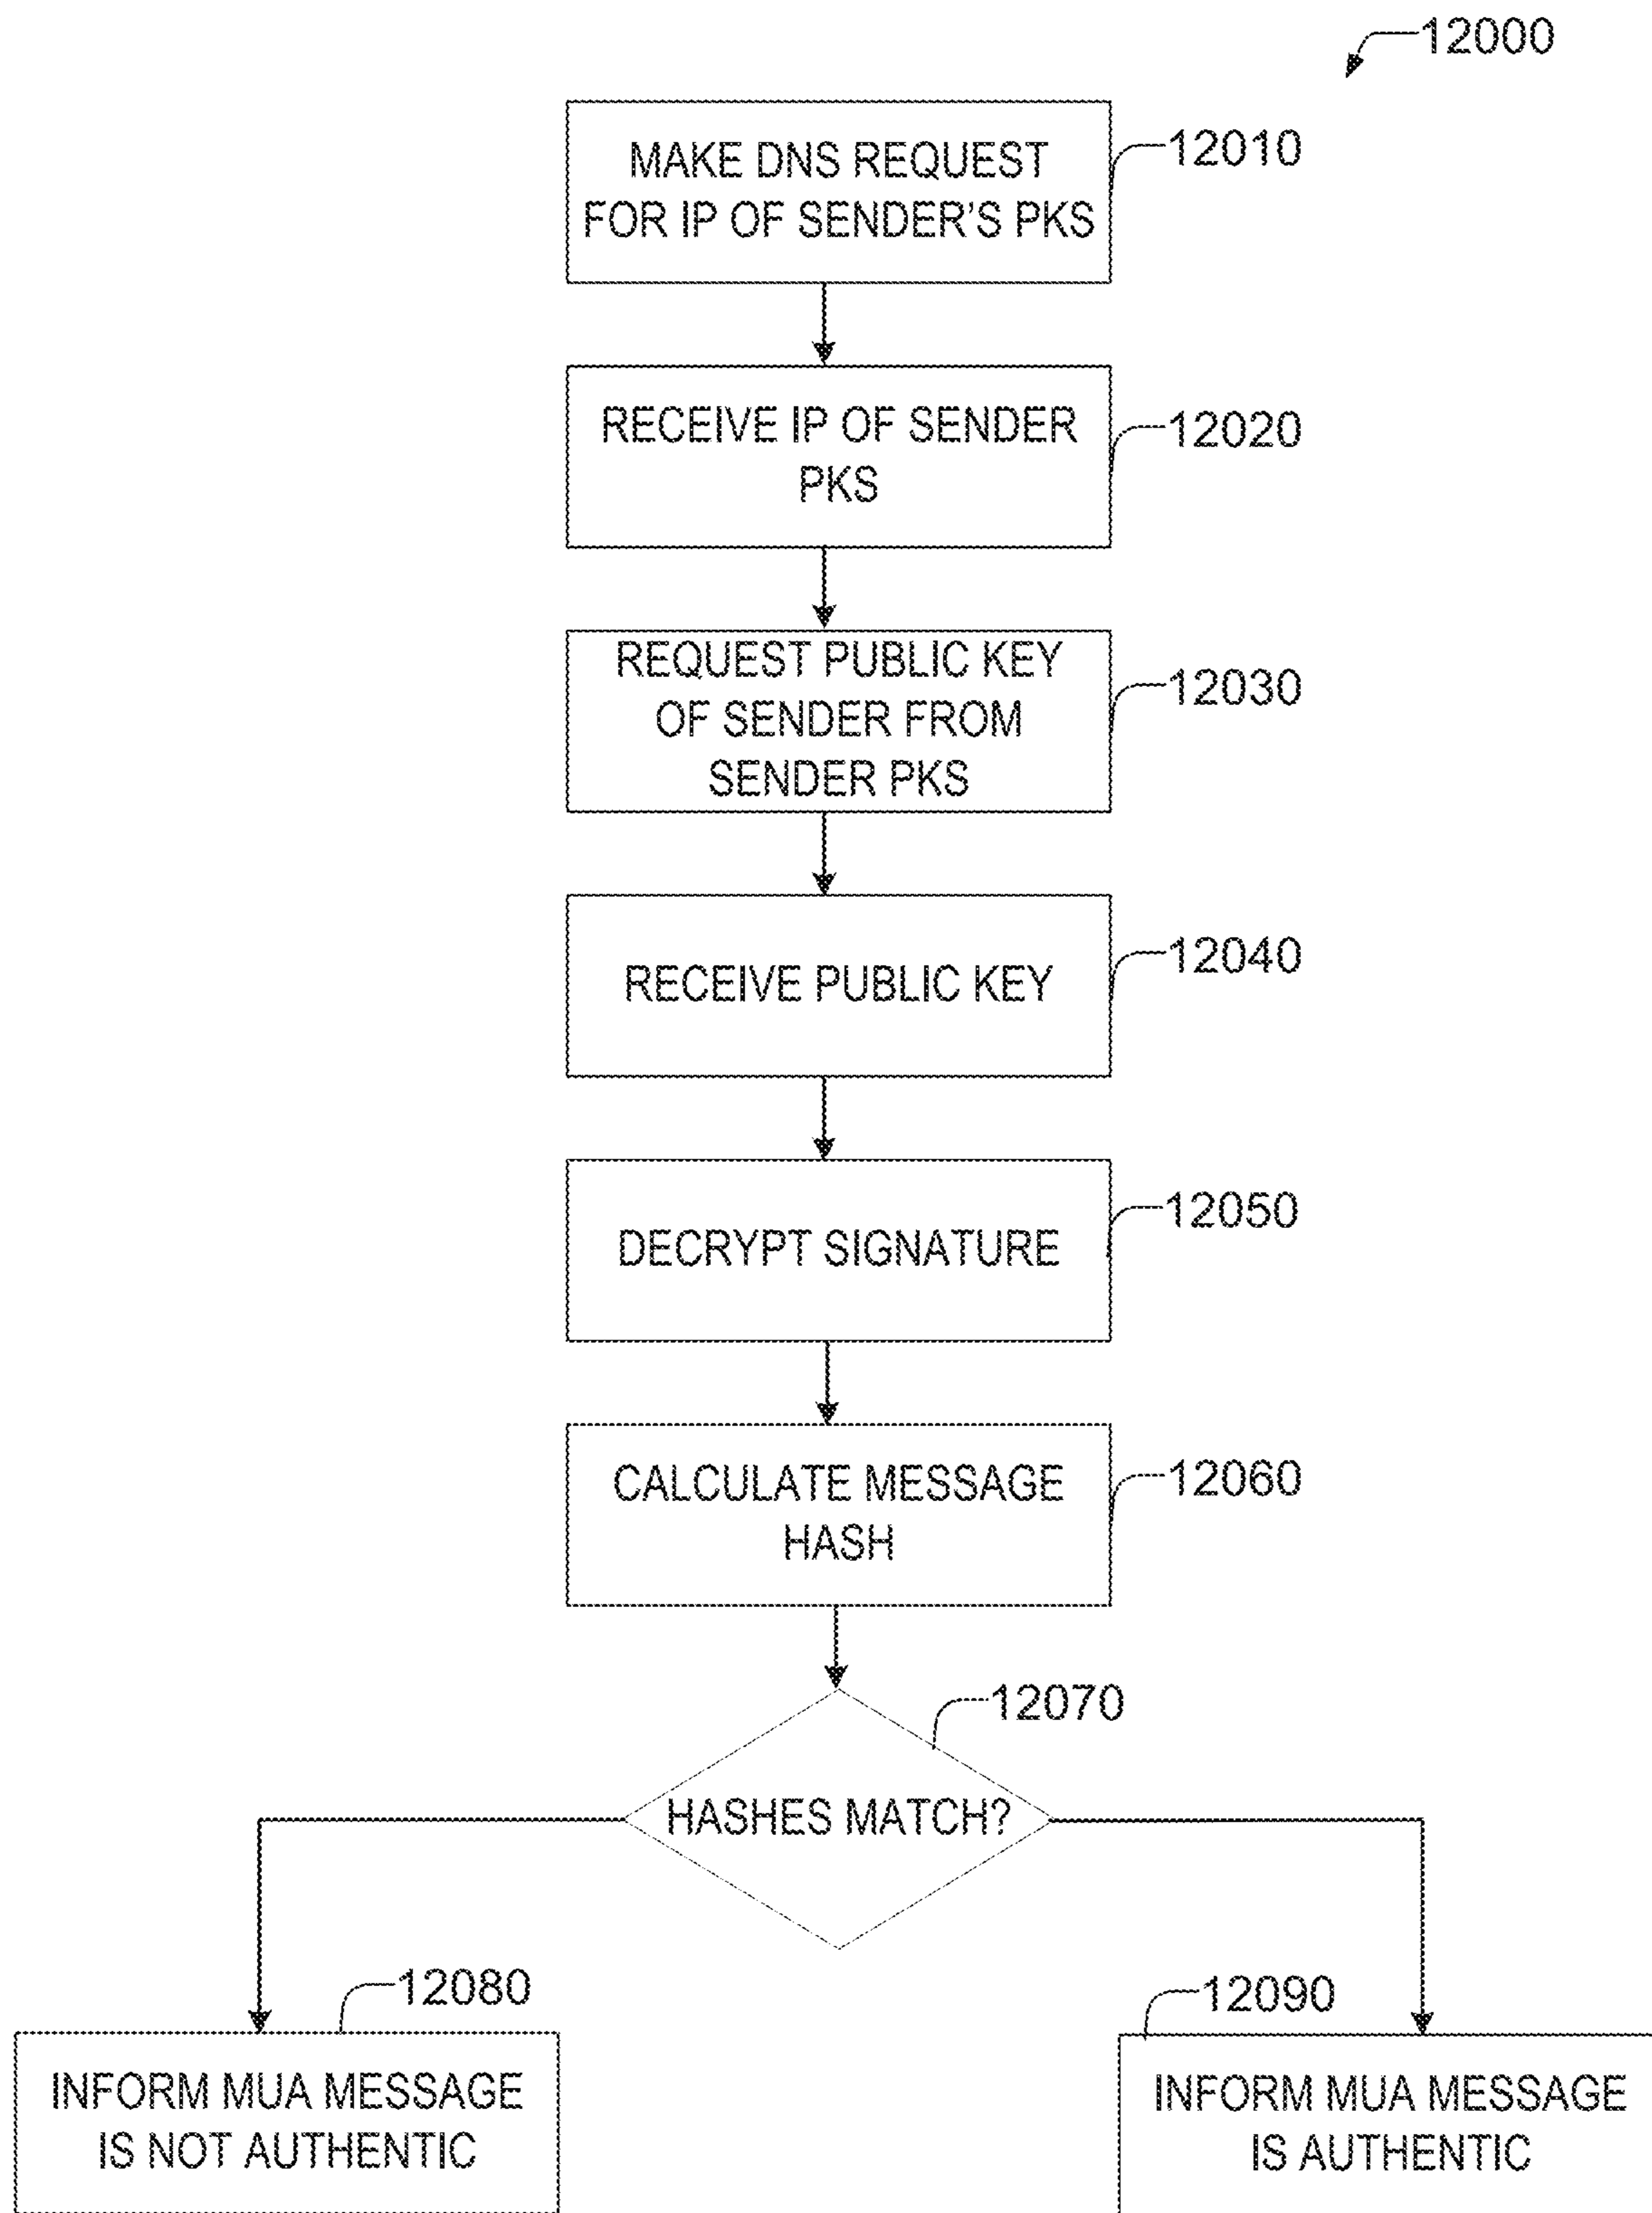 12000
MAKE DNS REQUEST
FOR IP OF SENDER'S PKS
12010
RECEIVE IP OF SENDER
PKS
12020
REQUEST PUBLIC KEY
OF SENDER FROM
SENDER PKS
12030
RECEIVE PUBLIC KEY
12040
DECRYPT SIGNATURE
12050
CALCULATE MESSAGE
HASH
12060
HASHES MATCH?
12070
INFORM MUA MESSAGE
IS NOT AUTHENTIC
12080
INFORM MUA MESSAGE
IS AUTHENTIC
12090